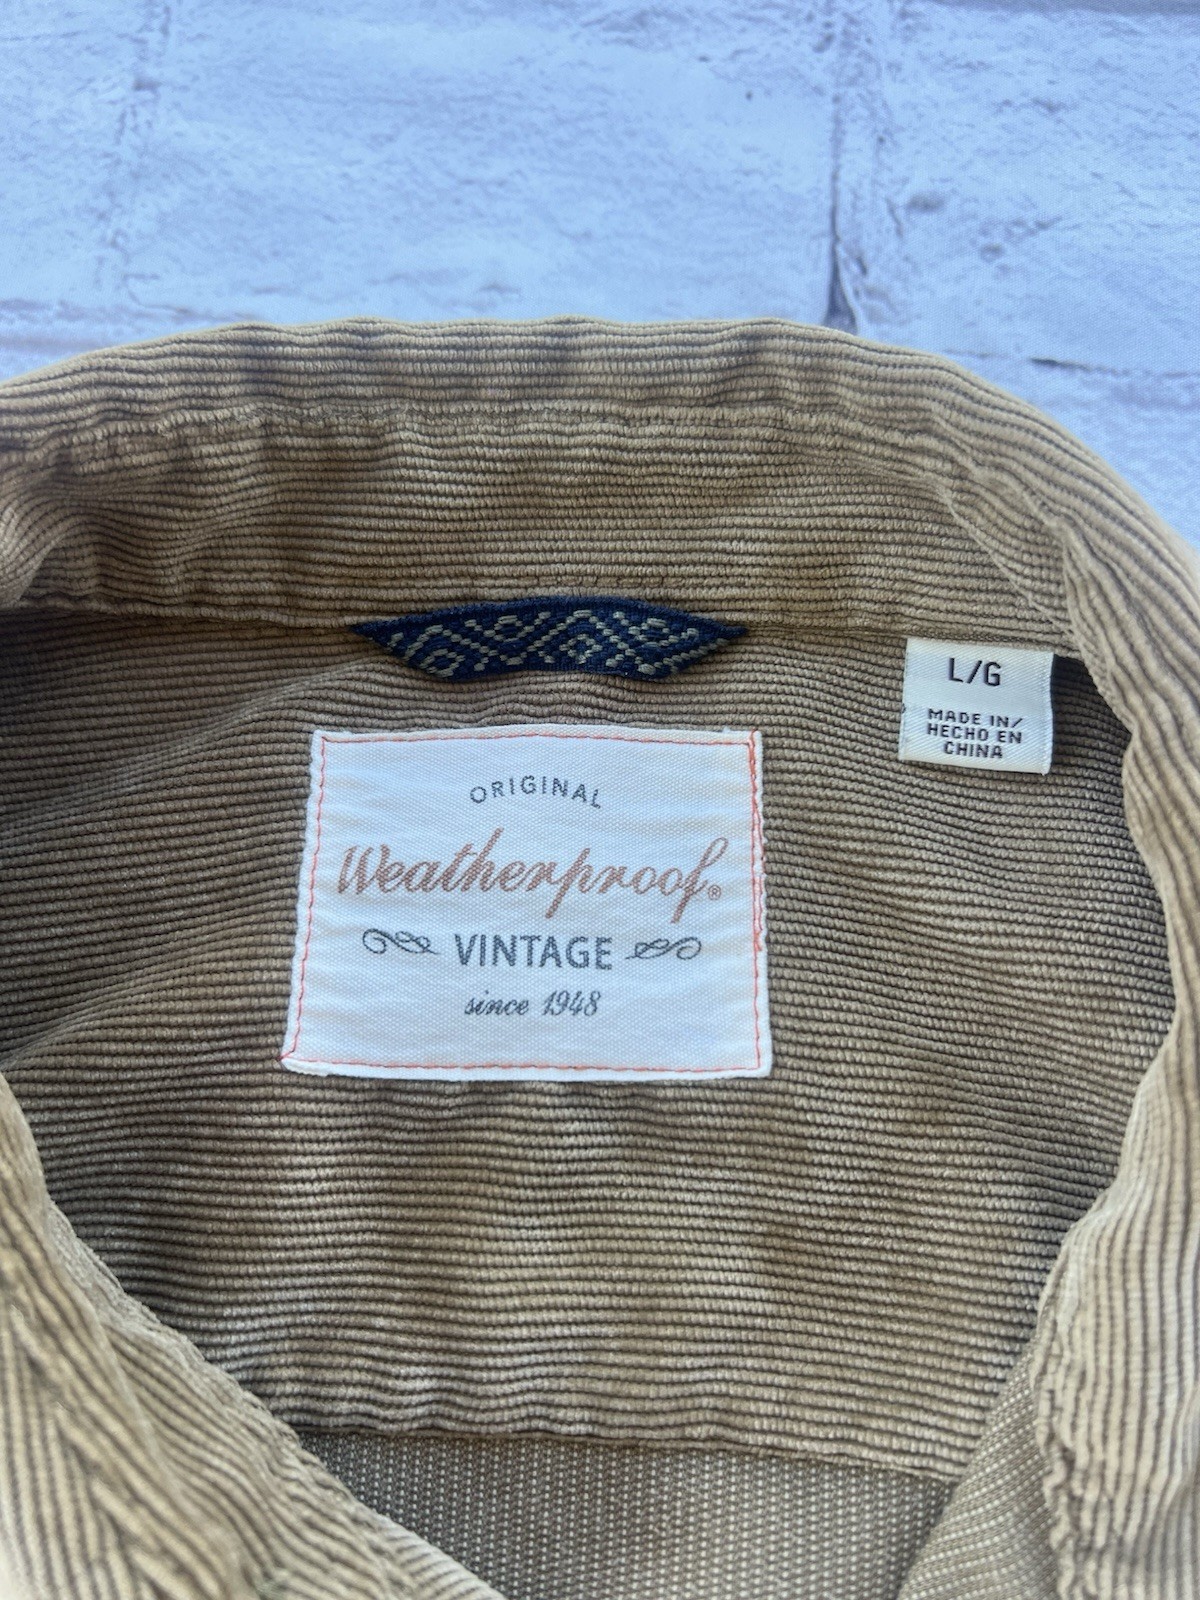 ORIGINAL
Weatherproof®
VINTAGE
since 1948
L/G
MADE IN/
HECHO EN
CHINA